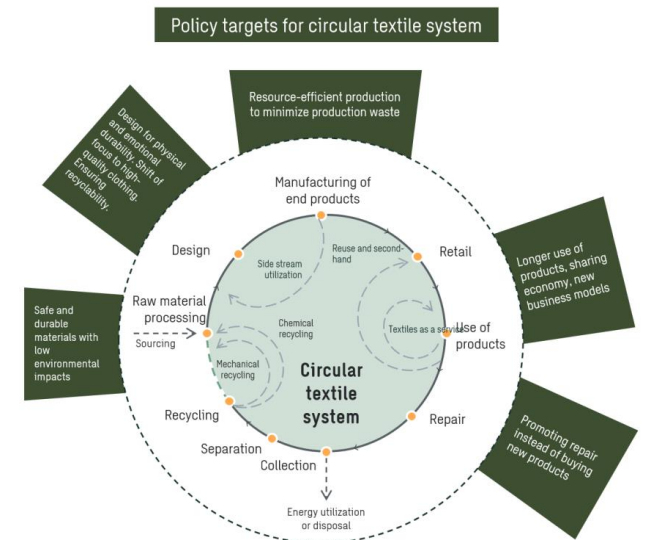 Policy targets for circular textile system
Resource-efficient production
to minimize production waste
Design for physical
and emotional
durability. Shift of
focus to high-
quality clothing.
Ensuring
recyclability.
Safe and
durable
materials with
low
environmental
impacts
Longer use of
products, sharing
economy, new
business models
Promoting repair
instead of buying
new products
Manufacturing of
end products
Design
Retail
Raw material
processing
Sourcing
Side stream
utilization
Reuse and second-
hand
Textiles as a service
Use of
products
Chemical
recycling
Mechanical
recycling
Circular
textile
system
Recycling
Repair
Separation
Collection
Energy utilization
or disposal